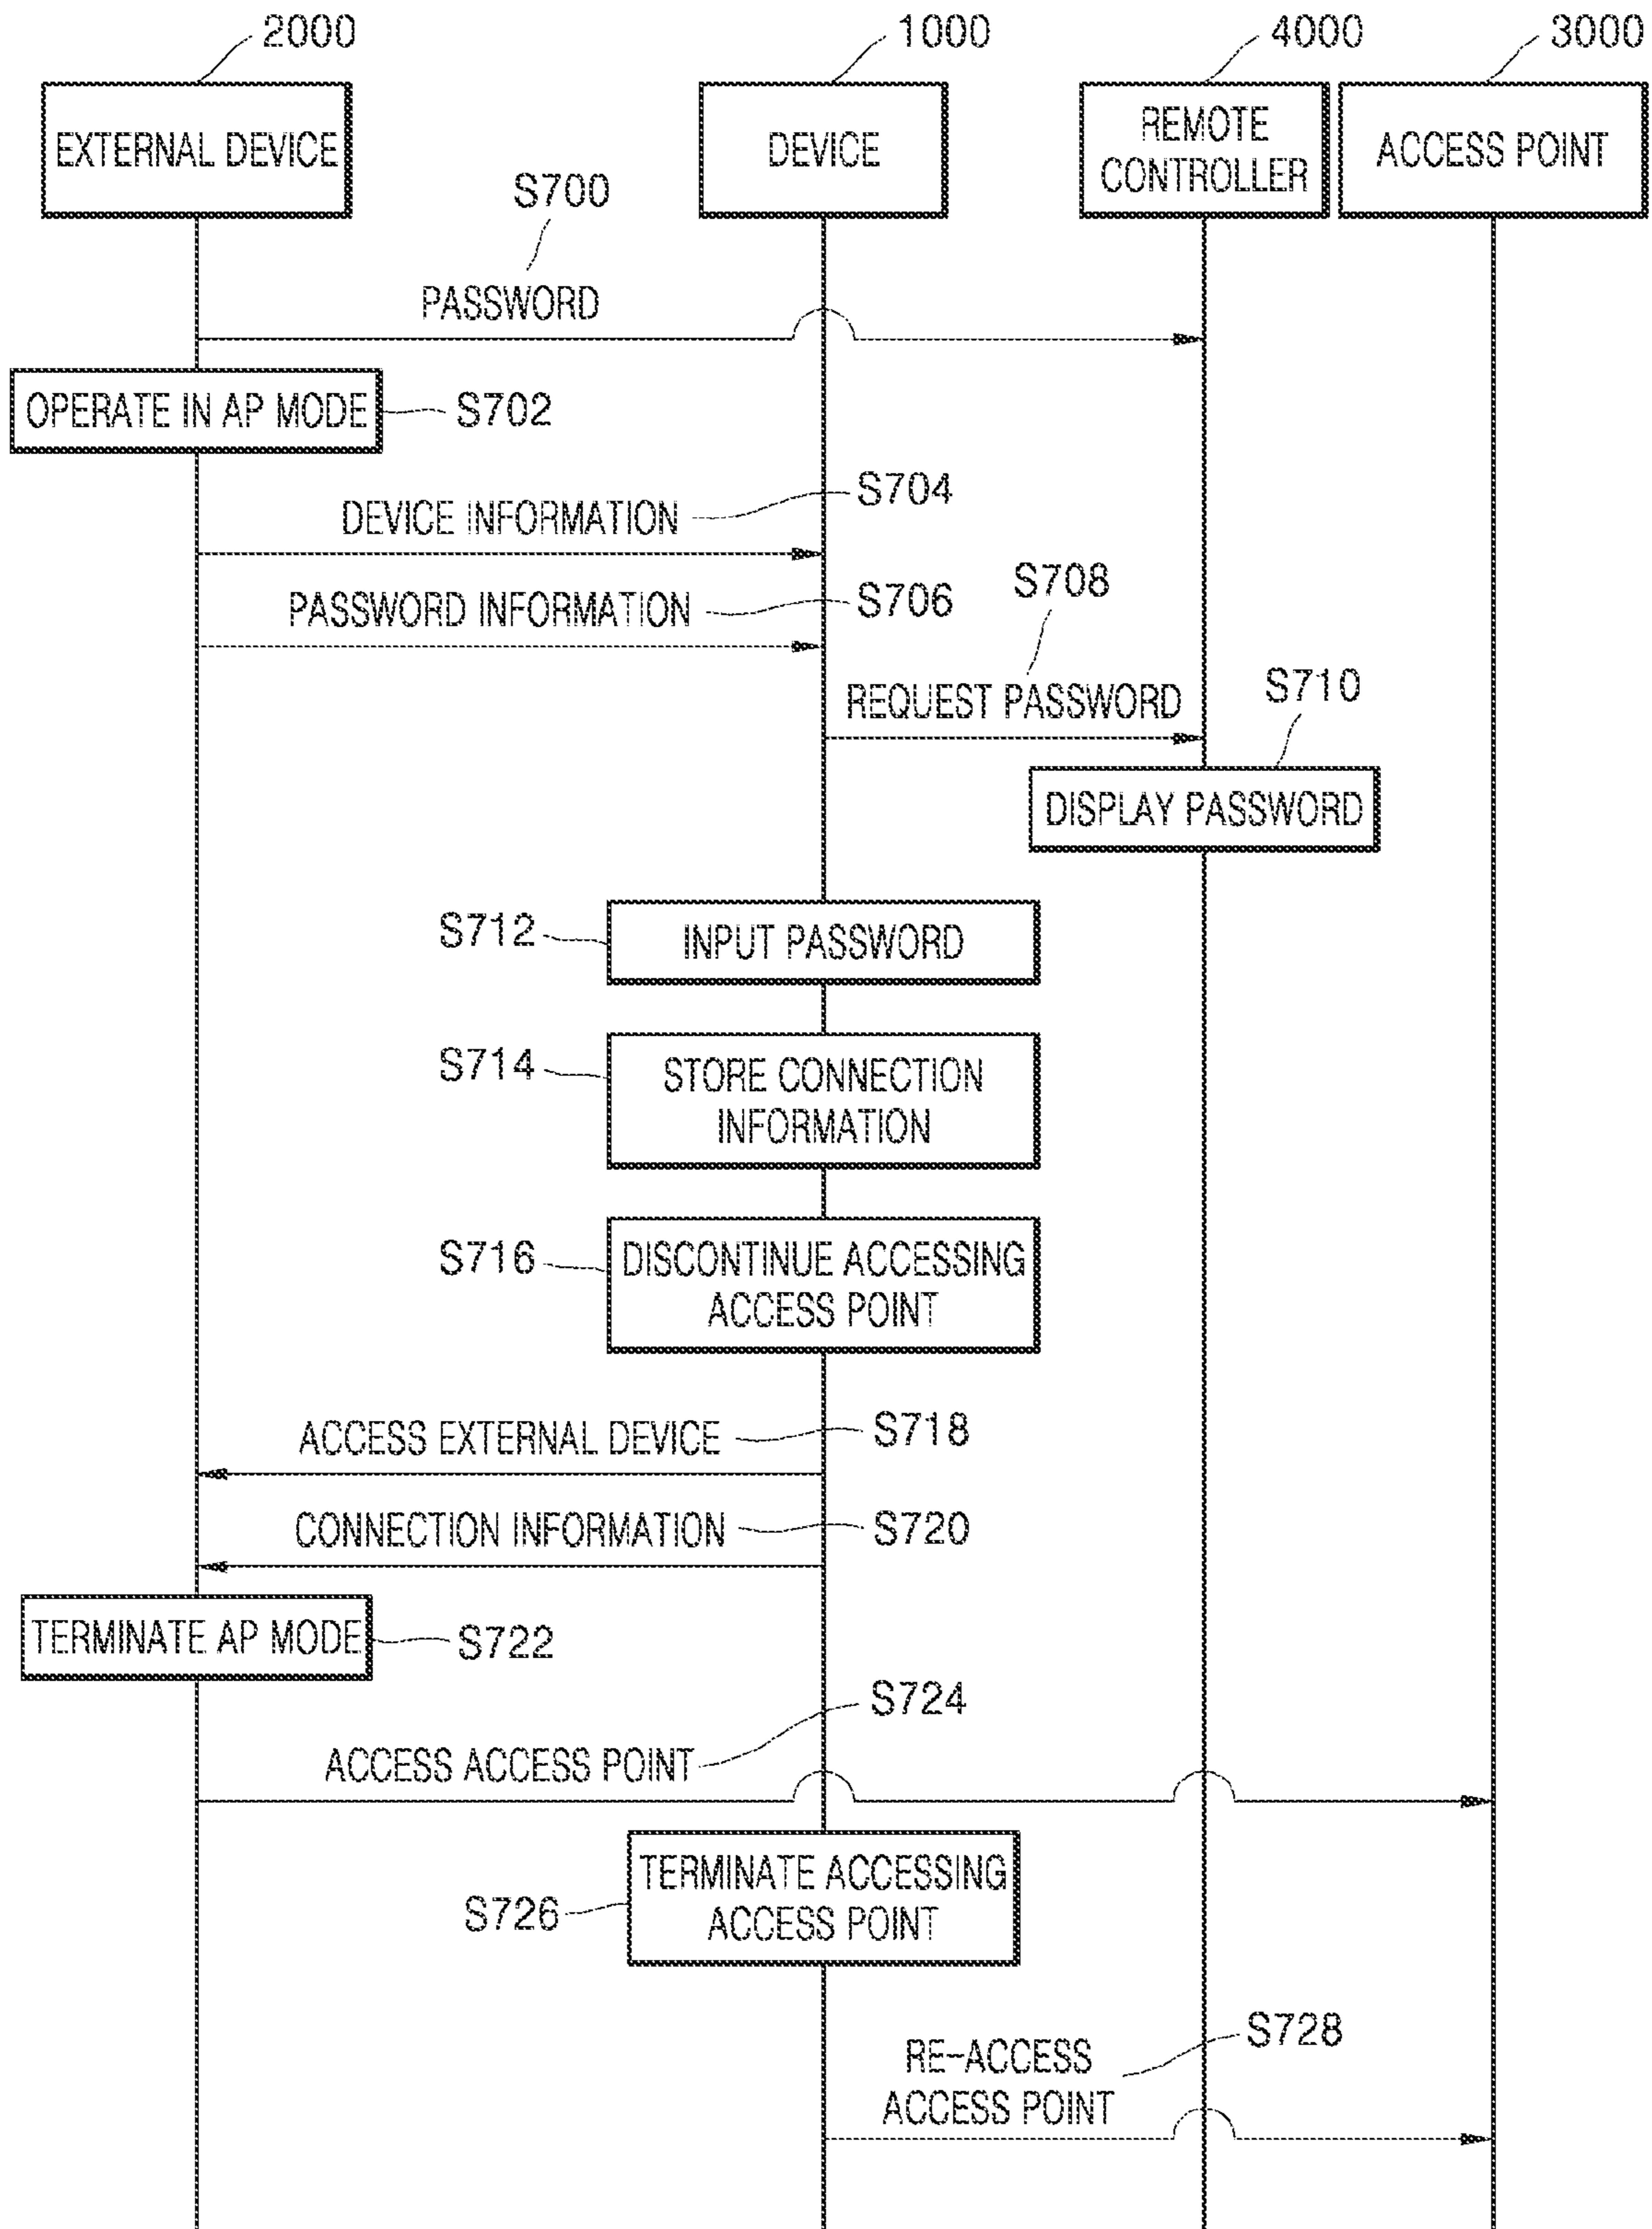 2000
1000
4000
3000
EXTERNAL DEVICE
DEVICE
REMOTE
CONTROLLER
ACCESS POINT
S700
PASSWORD
OPERATE IN AP MODE
S702
S704
DEVICE INFORMATION
S706
PASSWORD INFORMATION
S708
REQUEST PASSWORD
S710
DISPLAY PASSWORD
S712
INPUT PASSWORD
S714
STORE CONNECTION
INFORMATION
S716
DISCONTINUE ACCESSING
ACCESS POINT
ACCESS EXTERNAL DEVICE
S718
CONNECTION INFORMATION
S720
TERMINATE AP MODE
S722
S724
ACCESS ACCESS POINT
TERMINATE ACCESSING
ACCESS POINT
S726
S728
RE-ACCESS
ACCESS POINT